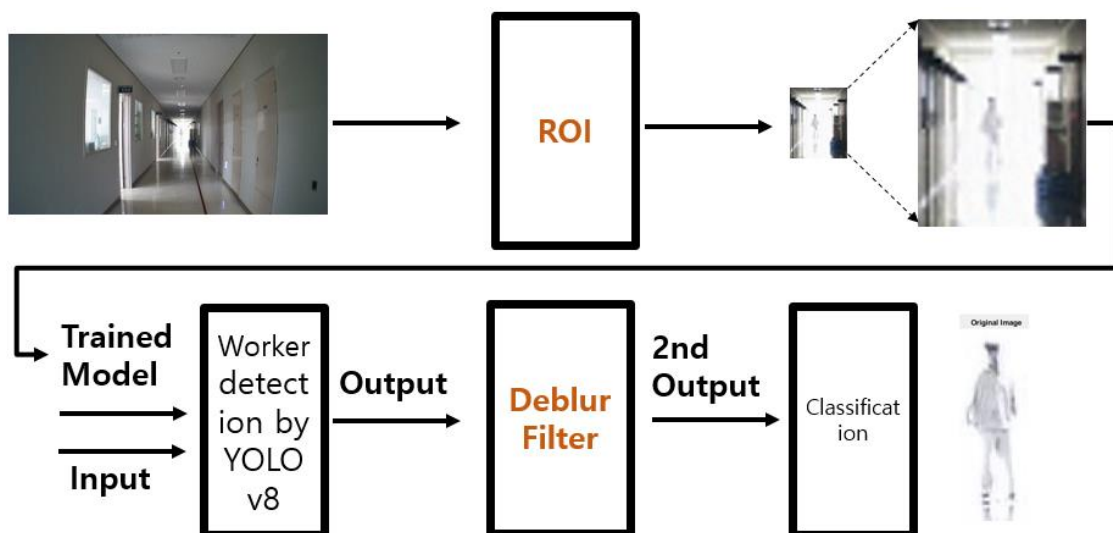 ROI
Original Image
Trained
Model
Input
Worker
detect
ion by
YOLO
v8
Output
Deblur
Filter
2nd
Output
Classificat
ion